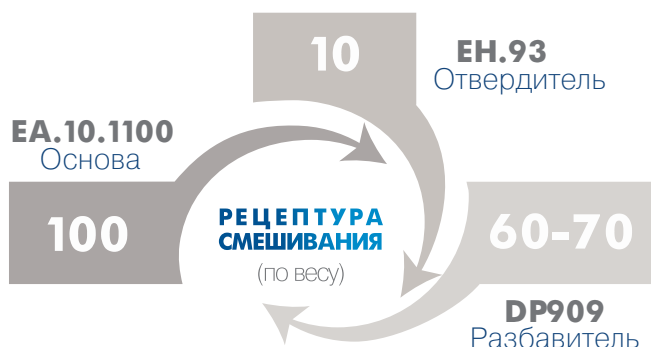 10
EH.93
Отвердитель
EA.10.1100
Основа
100
РЕЦЕПТУРА
СМЕШИВАНИЯ
(по весу)
60-70
DP909
Разбавитель